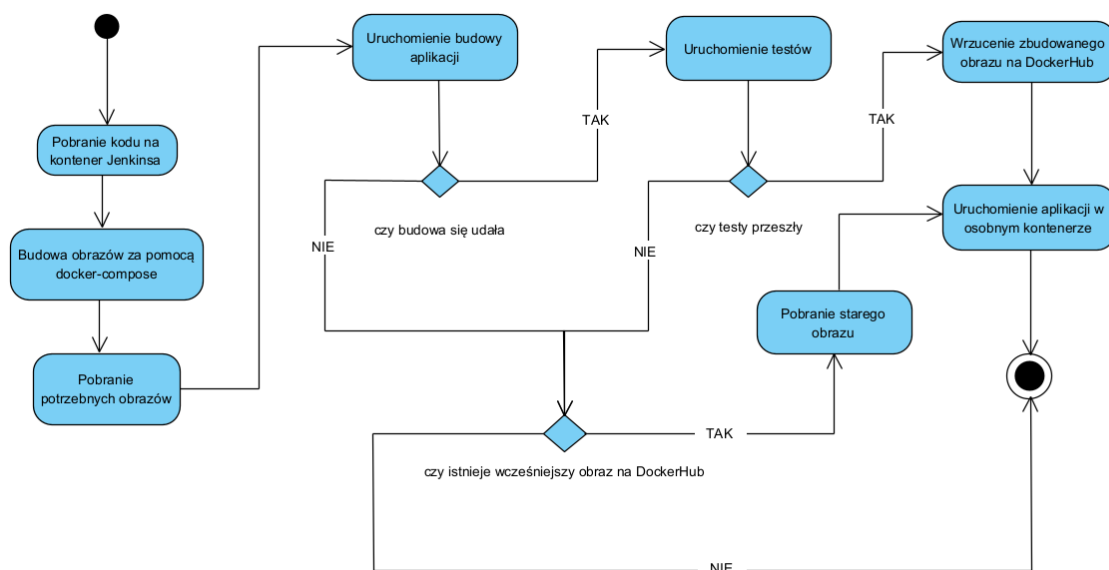 Pobranie kodu na
kontener Jenkinsa
Budowa obrazów za pomocą
docker-compose
Pobranie
potrzebnych obrazów
Uruchomienie budowy
aplikacji
czy budowa się udała
TAK
NIE
Uruchomienie testów
czy testy przeszły
TAK
NIE
Wrzucenie zbudowanego
obrazu na DockerHub
Uruchomienie aplikacji w
osobnym kontenerze
Pobranie starego
obrazu
czy istnieje wcześniejszy obraz na DockerHub
TAK
NIE